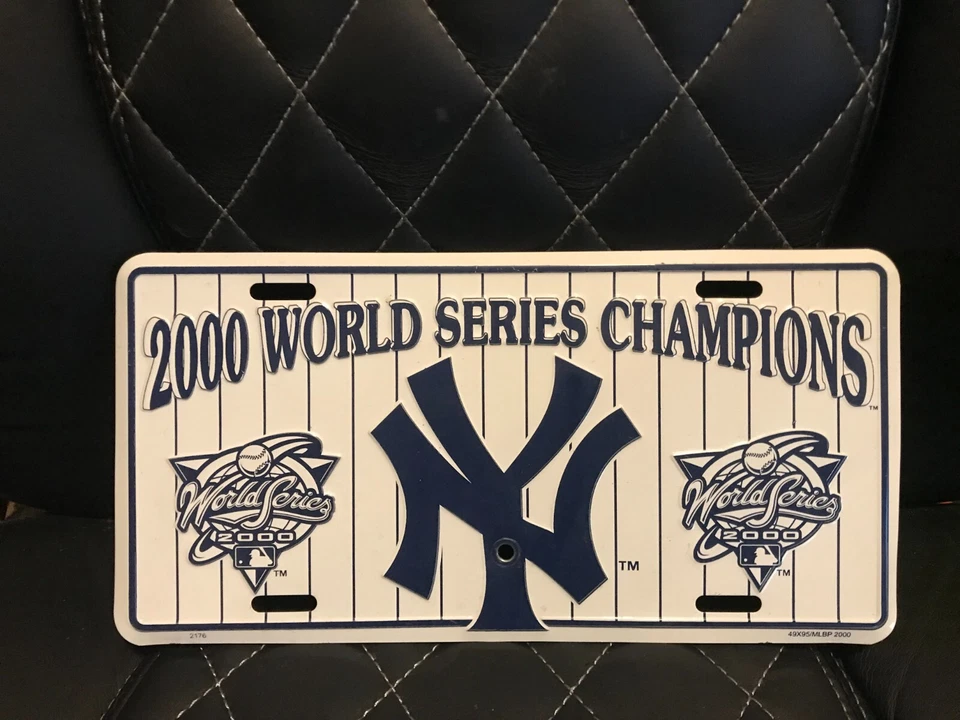 2000 WORLD SERIES CHAMPIONS
TM
World Series
2000
TM
NY
TM
World Series
2000
TM
2176
49X95/MLBP 2000